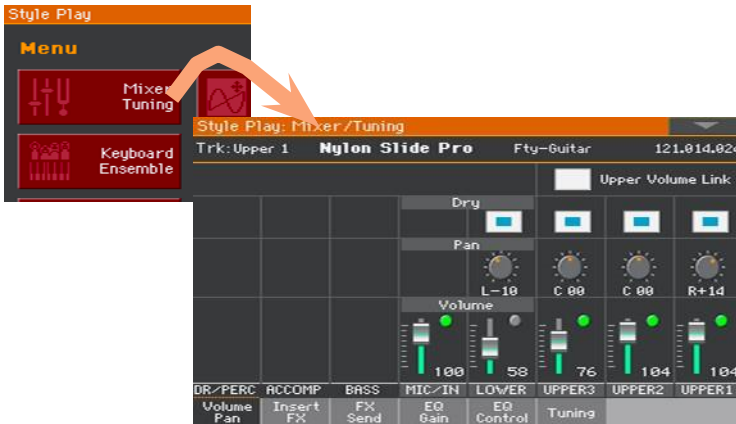 Style Play
Menu
Mixer
Tuning
Keyboard
Ensemble
Style Play: Mixer/Tuning
Trk:Upper 1 Nylon Slide Pro Fty-Guitar 121.014.024
Upper Volume Link
Dry
Pan
L-10 C 00 C 00 R+14
Volume
100 58 76 104 104
DR/PERC ACCOMP BASS MIC/IN LOWER UPPER3 UPPER2 UPPER1
Volume Insert FX EQ EQ Tuning
Pan FX Send Gain Control